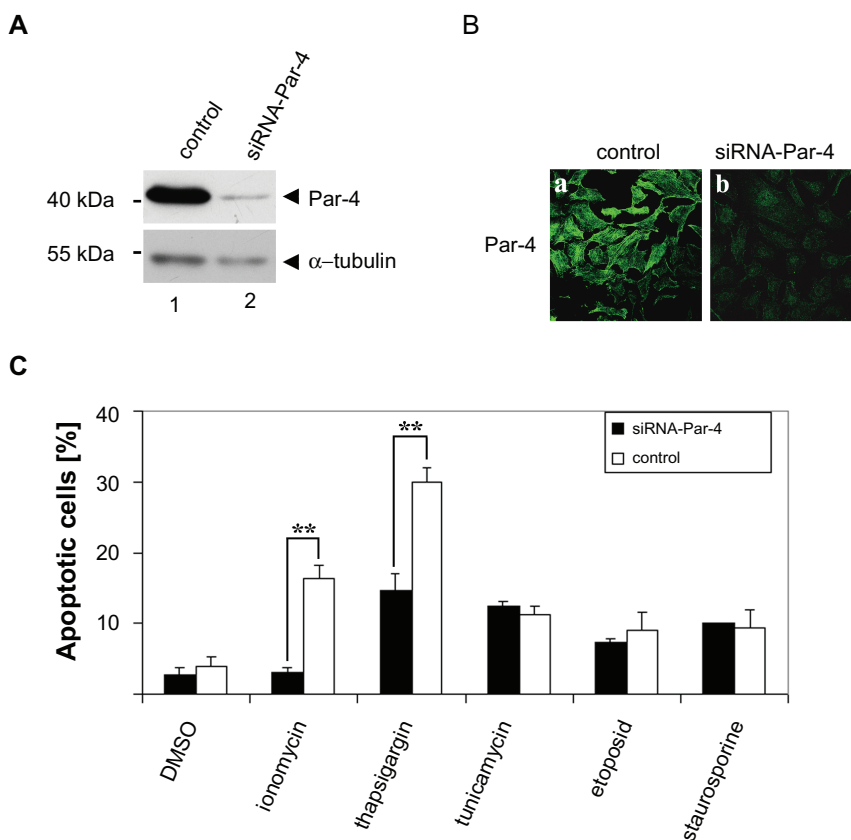 A
control
siRNA-Par-4
40 kDa
Par-4
55 kDa
α–tubulin
1 2
B
control siRNA-Par-4
a b
Par-4
C
Apoptotic cells [%]
40
30
20
10
**
**
siRNA-Par-4
control
DMSO
ionomycin
thapsigargin
tunicamycin
etoposid
staurosporine